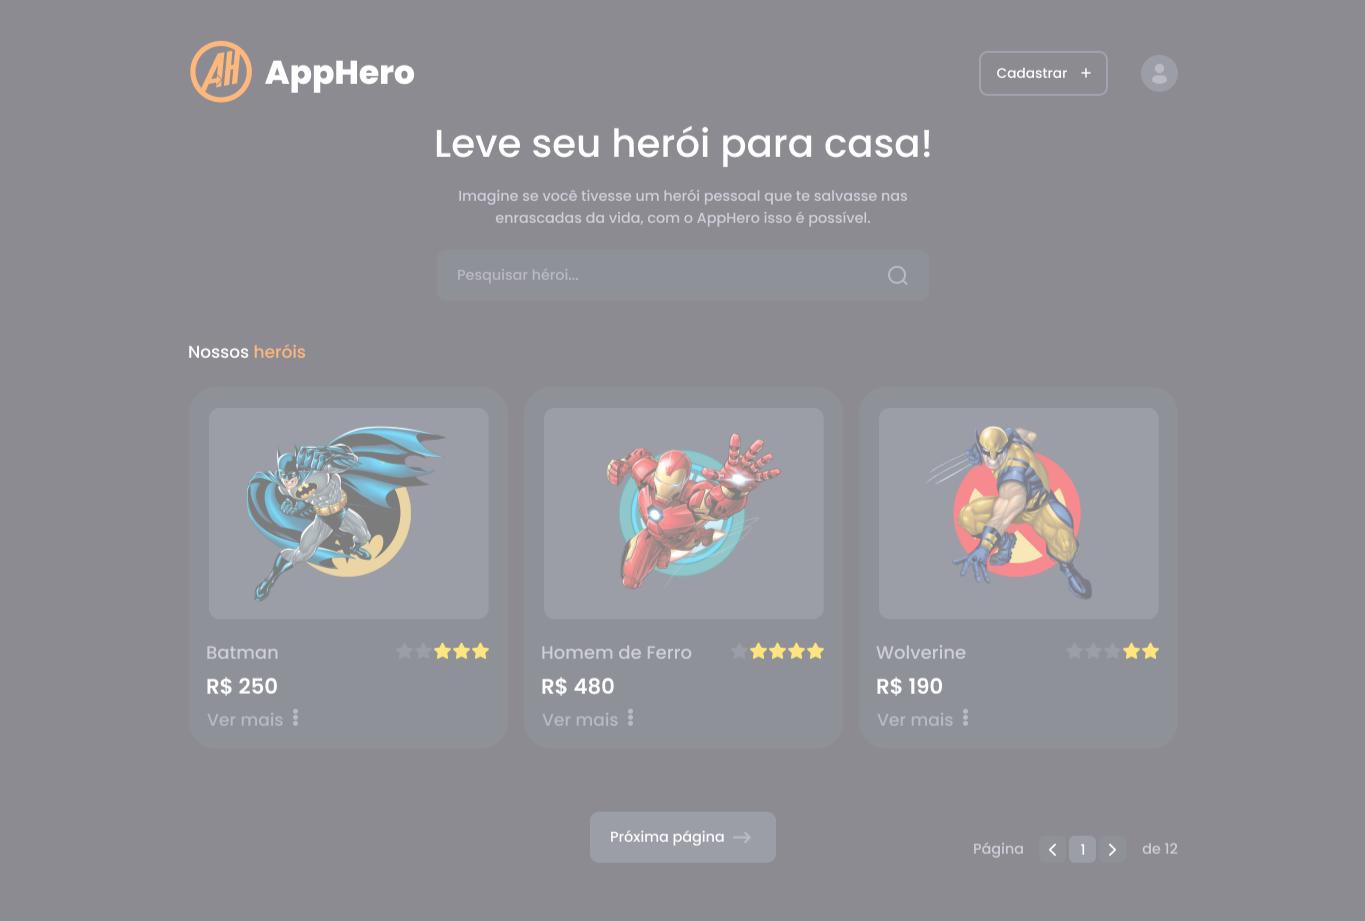 AH AppHero
Cadastrar +
Leve seu herói para casa!
Imagine se você tivesse um herói pessoal que te salvasse nas
enrascadas da vida, com o AppHero isso é possível.
Pesquisar héroi...
Nossos heróis
Batman
R$ 250
Ver mais
Homem de Ferro
R$ 480
Ver mais
Wolverine
R$ 190
Ver mais
Próxima página
Página 1 de 12